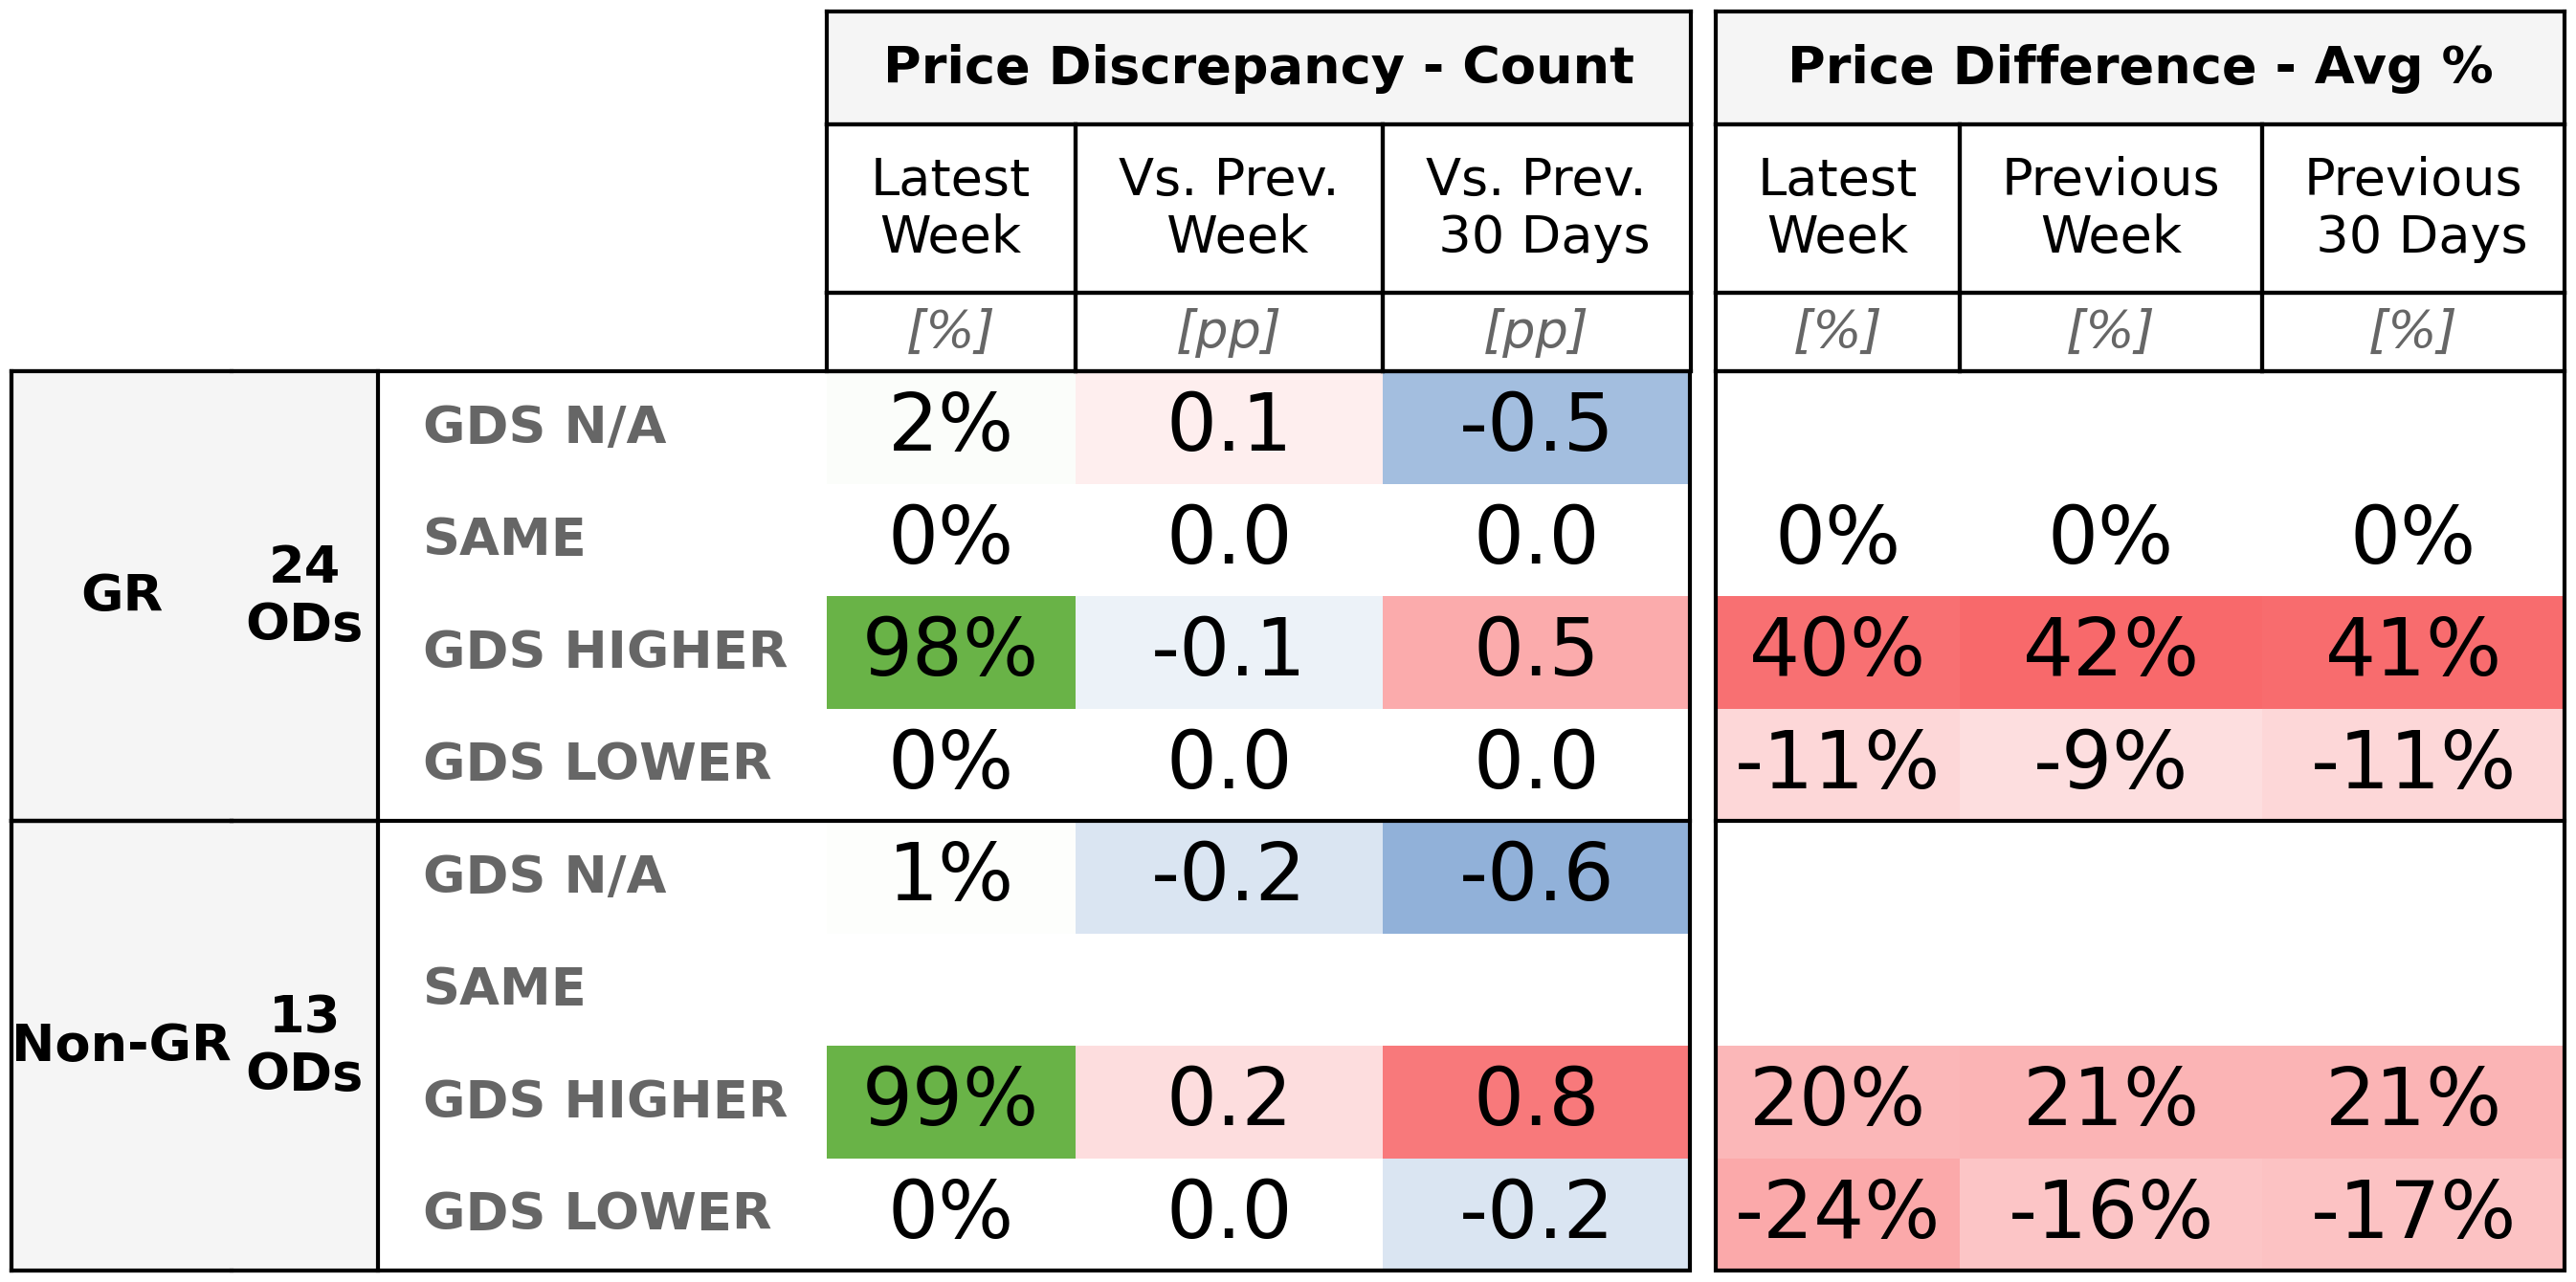 Price Discrepancy - Count Price Difference - Avg %
Latest Week Vs. Prev. Week Vs. Prev. 30 Days Latest Week Previous Week Previous 30 Days
[%] [pp] [pp] [%] [%] [%]
GR 24 ODs
GDS N/A 2% 0.1 -0.5
SAME 0% 0.0 0.0 0% 0% 0%
GDS HIGHER 98% -0.1 0.5 40% 42% 41%
GDS LOWER 0% 0.0 0.0 -11% -9% -11%
Non-GR 13 ODs
GDS N/A 1% -0.2 -0.6
SAME
GDS HIGHER 99% 0.2 0.8 20% 21% 21%
GDS LOWER 0% 0.0 -0.2 -24% -16% -17%